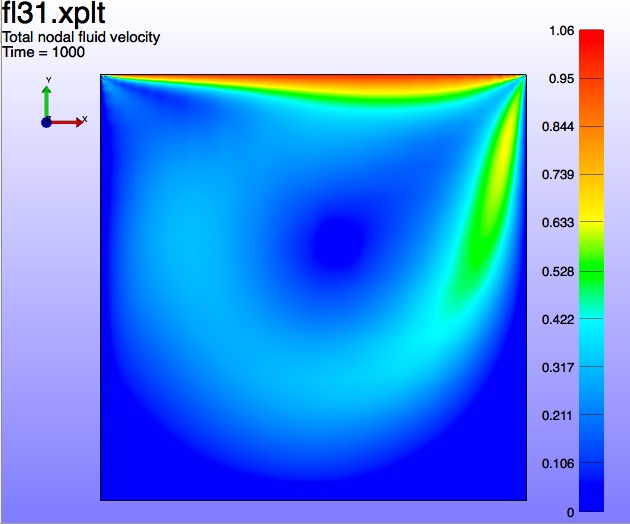 fl31.xplt
Total nodal fluid velocity
Time = 1000
Y
X
Z
1.06
0.95
0.844
0.739
0.633
0.528
0.422
0.317
0.211
0.106
0